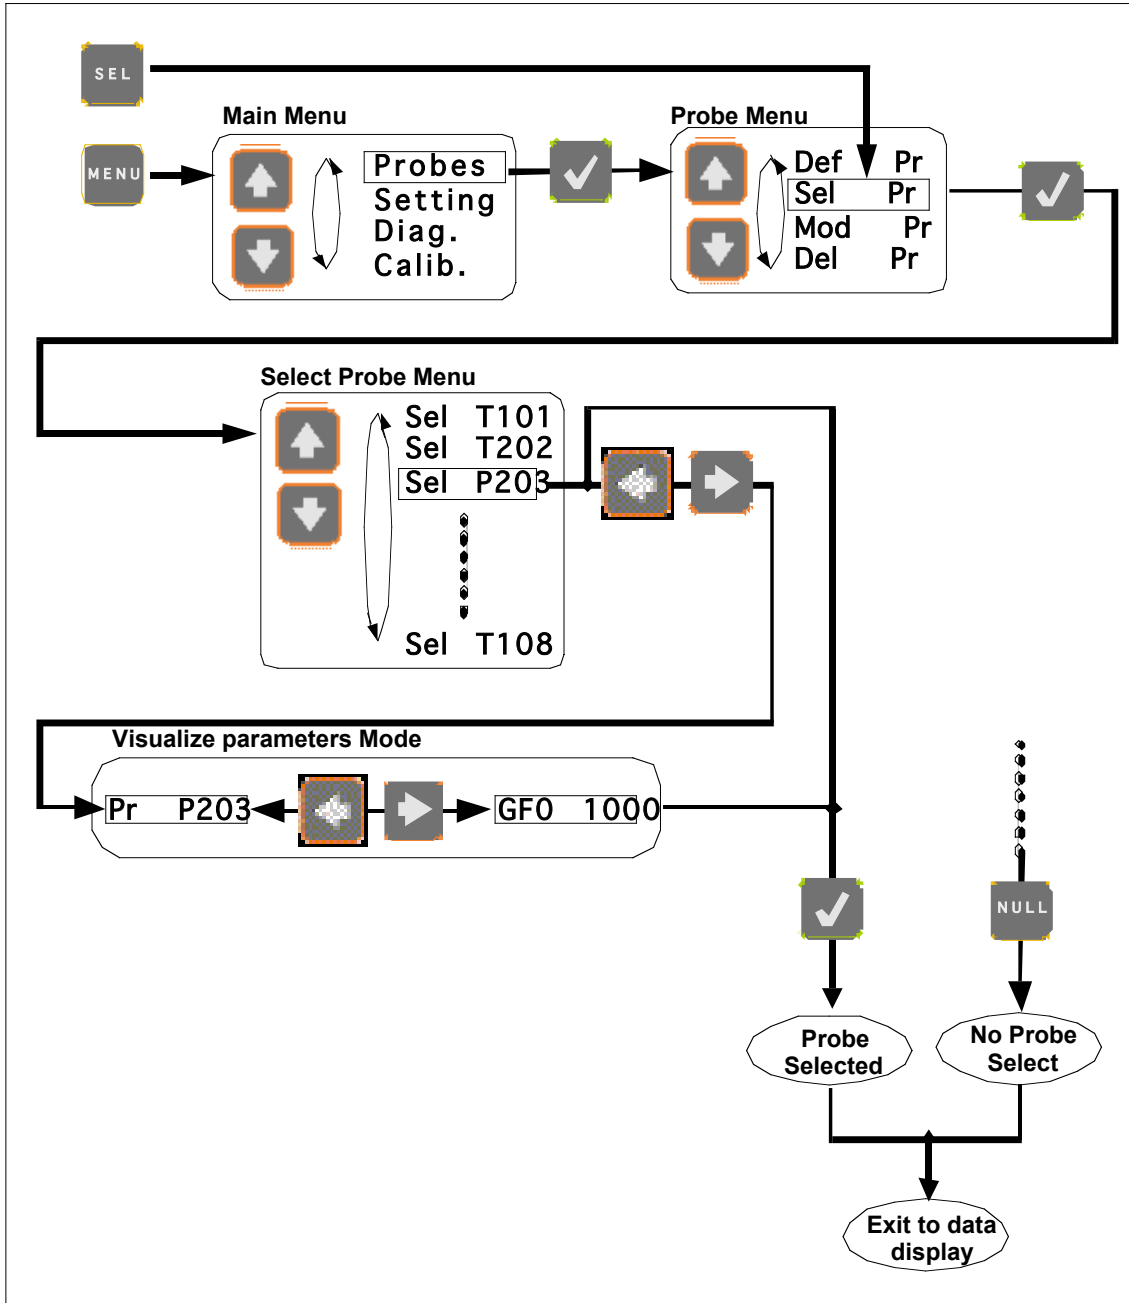 SEL
Main Menu
Probe Menu
MENU
Probes
Setting
Diag.
Calib.
Def Pr
Sel Pr
Mod Pr
Del Pr
Select Probe Menu
Sel T101
Sel T202
Sel P203
Sel T108
Visualize parameters Mode
Pr P203
GF0 1000
NULL
Probe
Selected
No Probe
Select
Exit to data
display